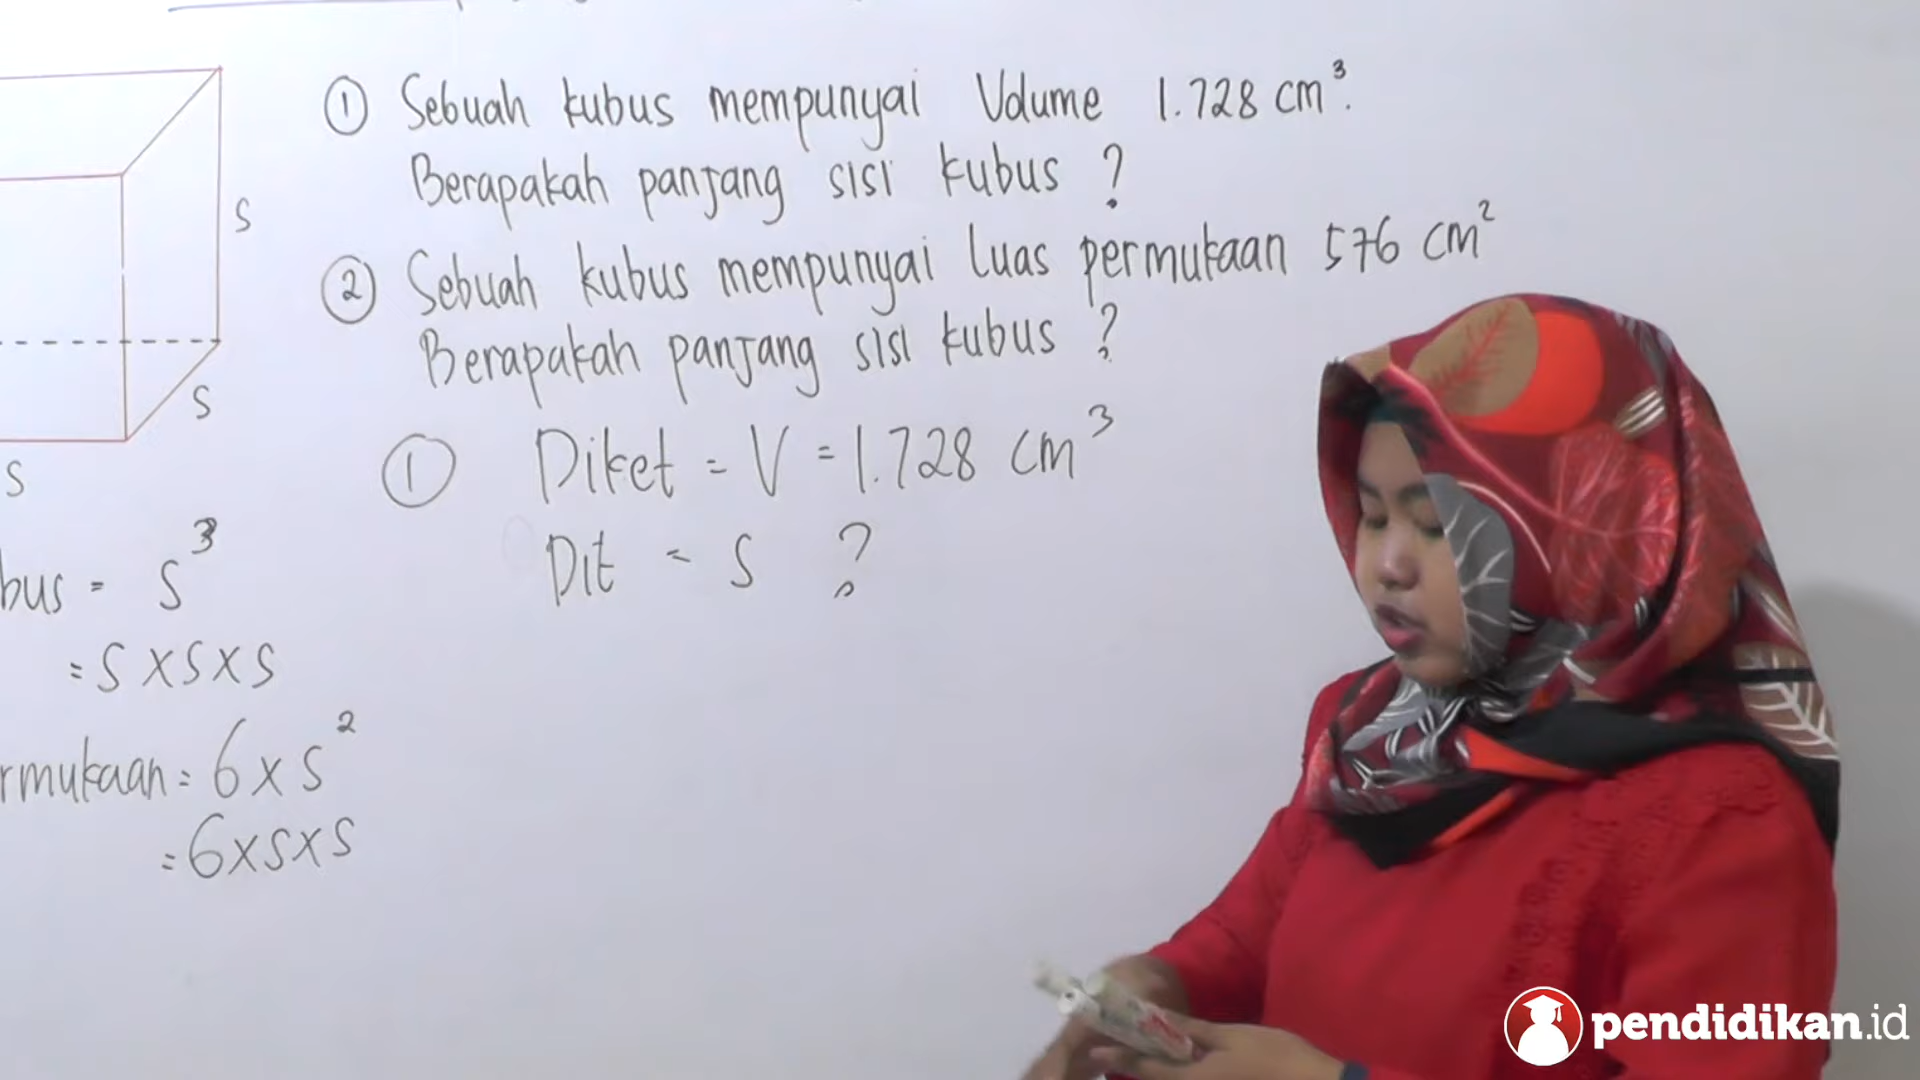 ① Sebuah kubus mempunyai Volume 1.728 cm³.
Berapakah panjang sisi kubus ?
② Sebuah kubus mempunyai luas permukaan 576 cm²
Berapakah panjang sisi kubus ?
① Diket = V = 1.728 cm³
Dit = s ?
s
s
s
bus = s³
= s x s x s
rmukaan = 6 x s²
= 6 x s x s
pendidikan.id